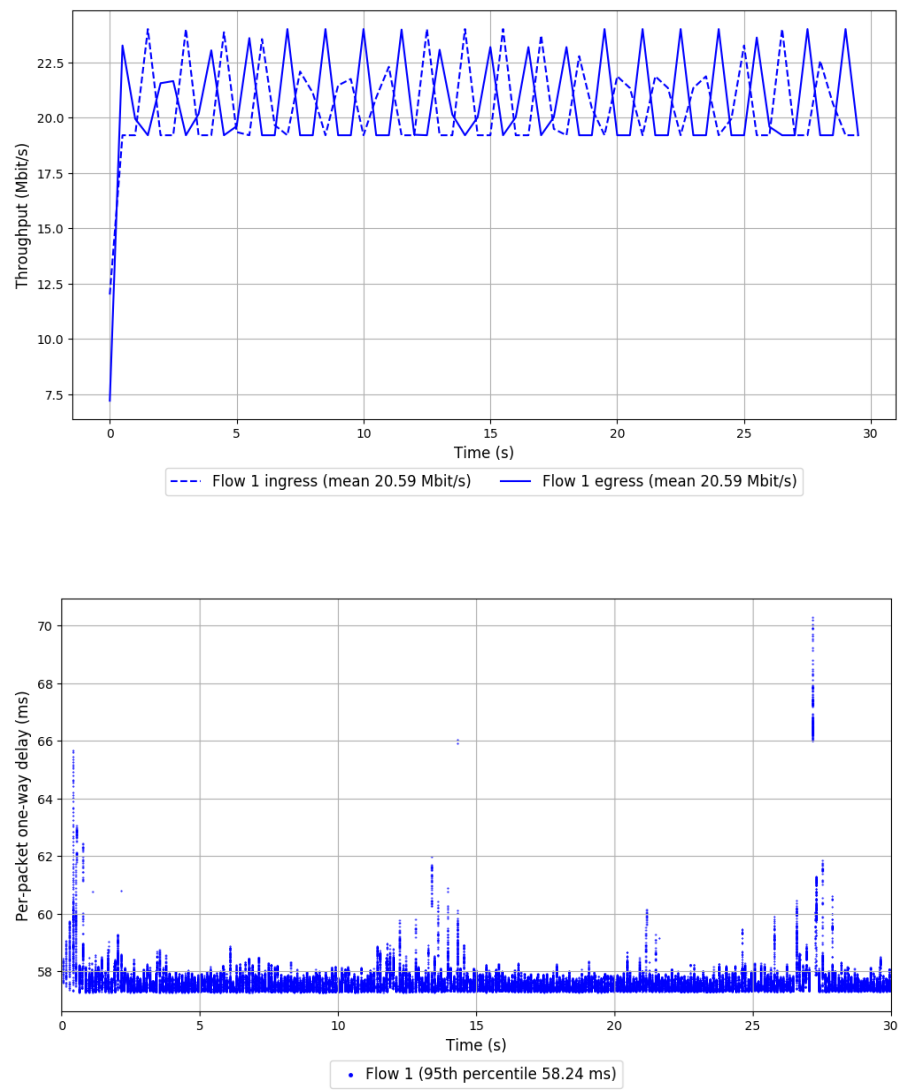 22.5
20.0
17.5
15.0
12.5
10.0
7.5
Throughput (Mbit/s)
0 5 10 15 20 25 30
Time (s)
Flow 1 ingress (mean 20.59 Mbit/s) Flow 1 egress (mean 20.59 Mbit/s)
70
68
66
64
62
60
58
Per-packet one-way delay (ms)
0 5 10 15 20 25 30
Time (s)
Flow 1 (95th percentile 58.24 ms)